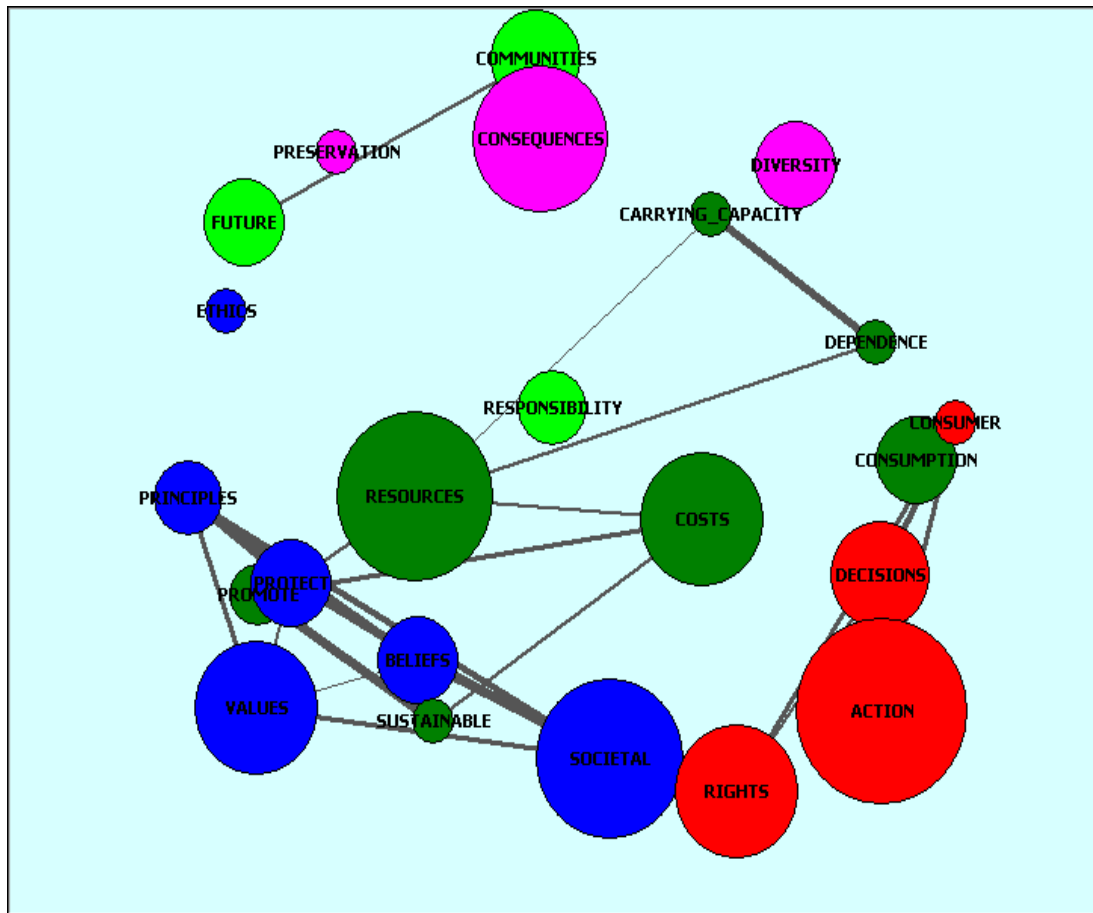 COMMUNITIES
CONSEQUENCES
PRESERVATION
DIVERSITY
CARRYING_CAPACITY
FUTURE
ETHICS
DEPENDENCE
RESPONSIBILITY
CONSUMER
CONSUMPTION
PRINCIPLES
RESOURCES
COSTS
DECISIONS
PROTECT
PROMOTE
BELIEFS
VALUES
SUSTAINABLE
ACTION
SOCIETAL
RIGHTS